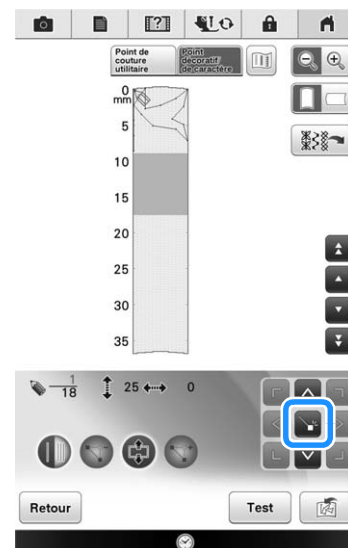 ?
Point de
couture
utilitaire
Point
décoratif
de caractère
0
mm
5
10
15
20
25
30
35
1
18
25
0
Retour
Test